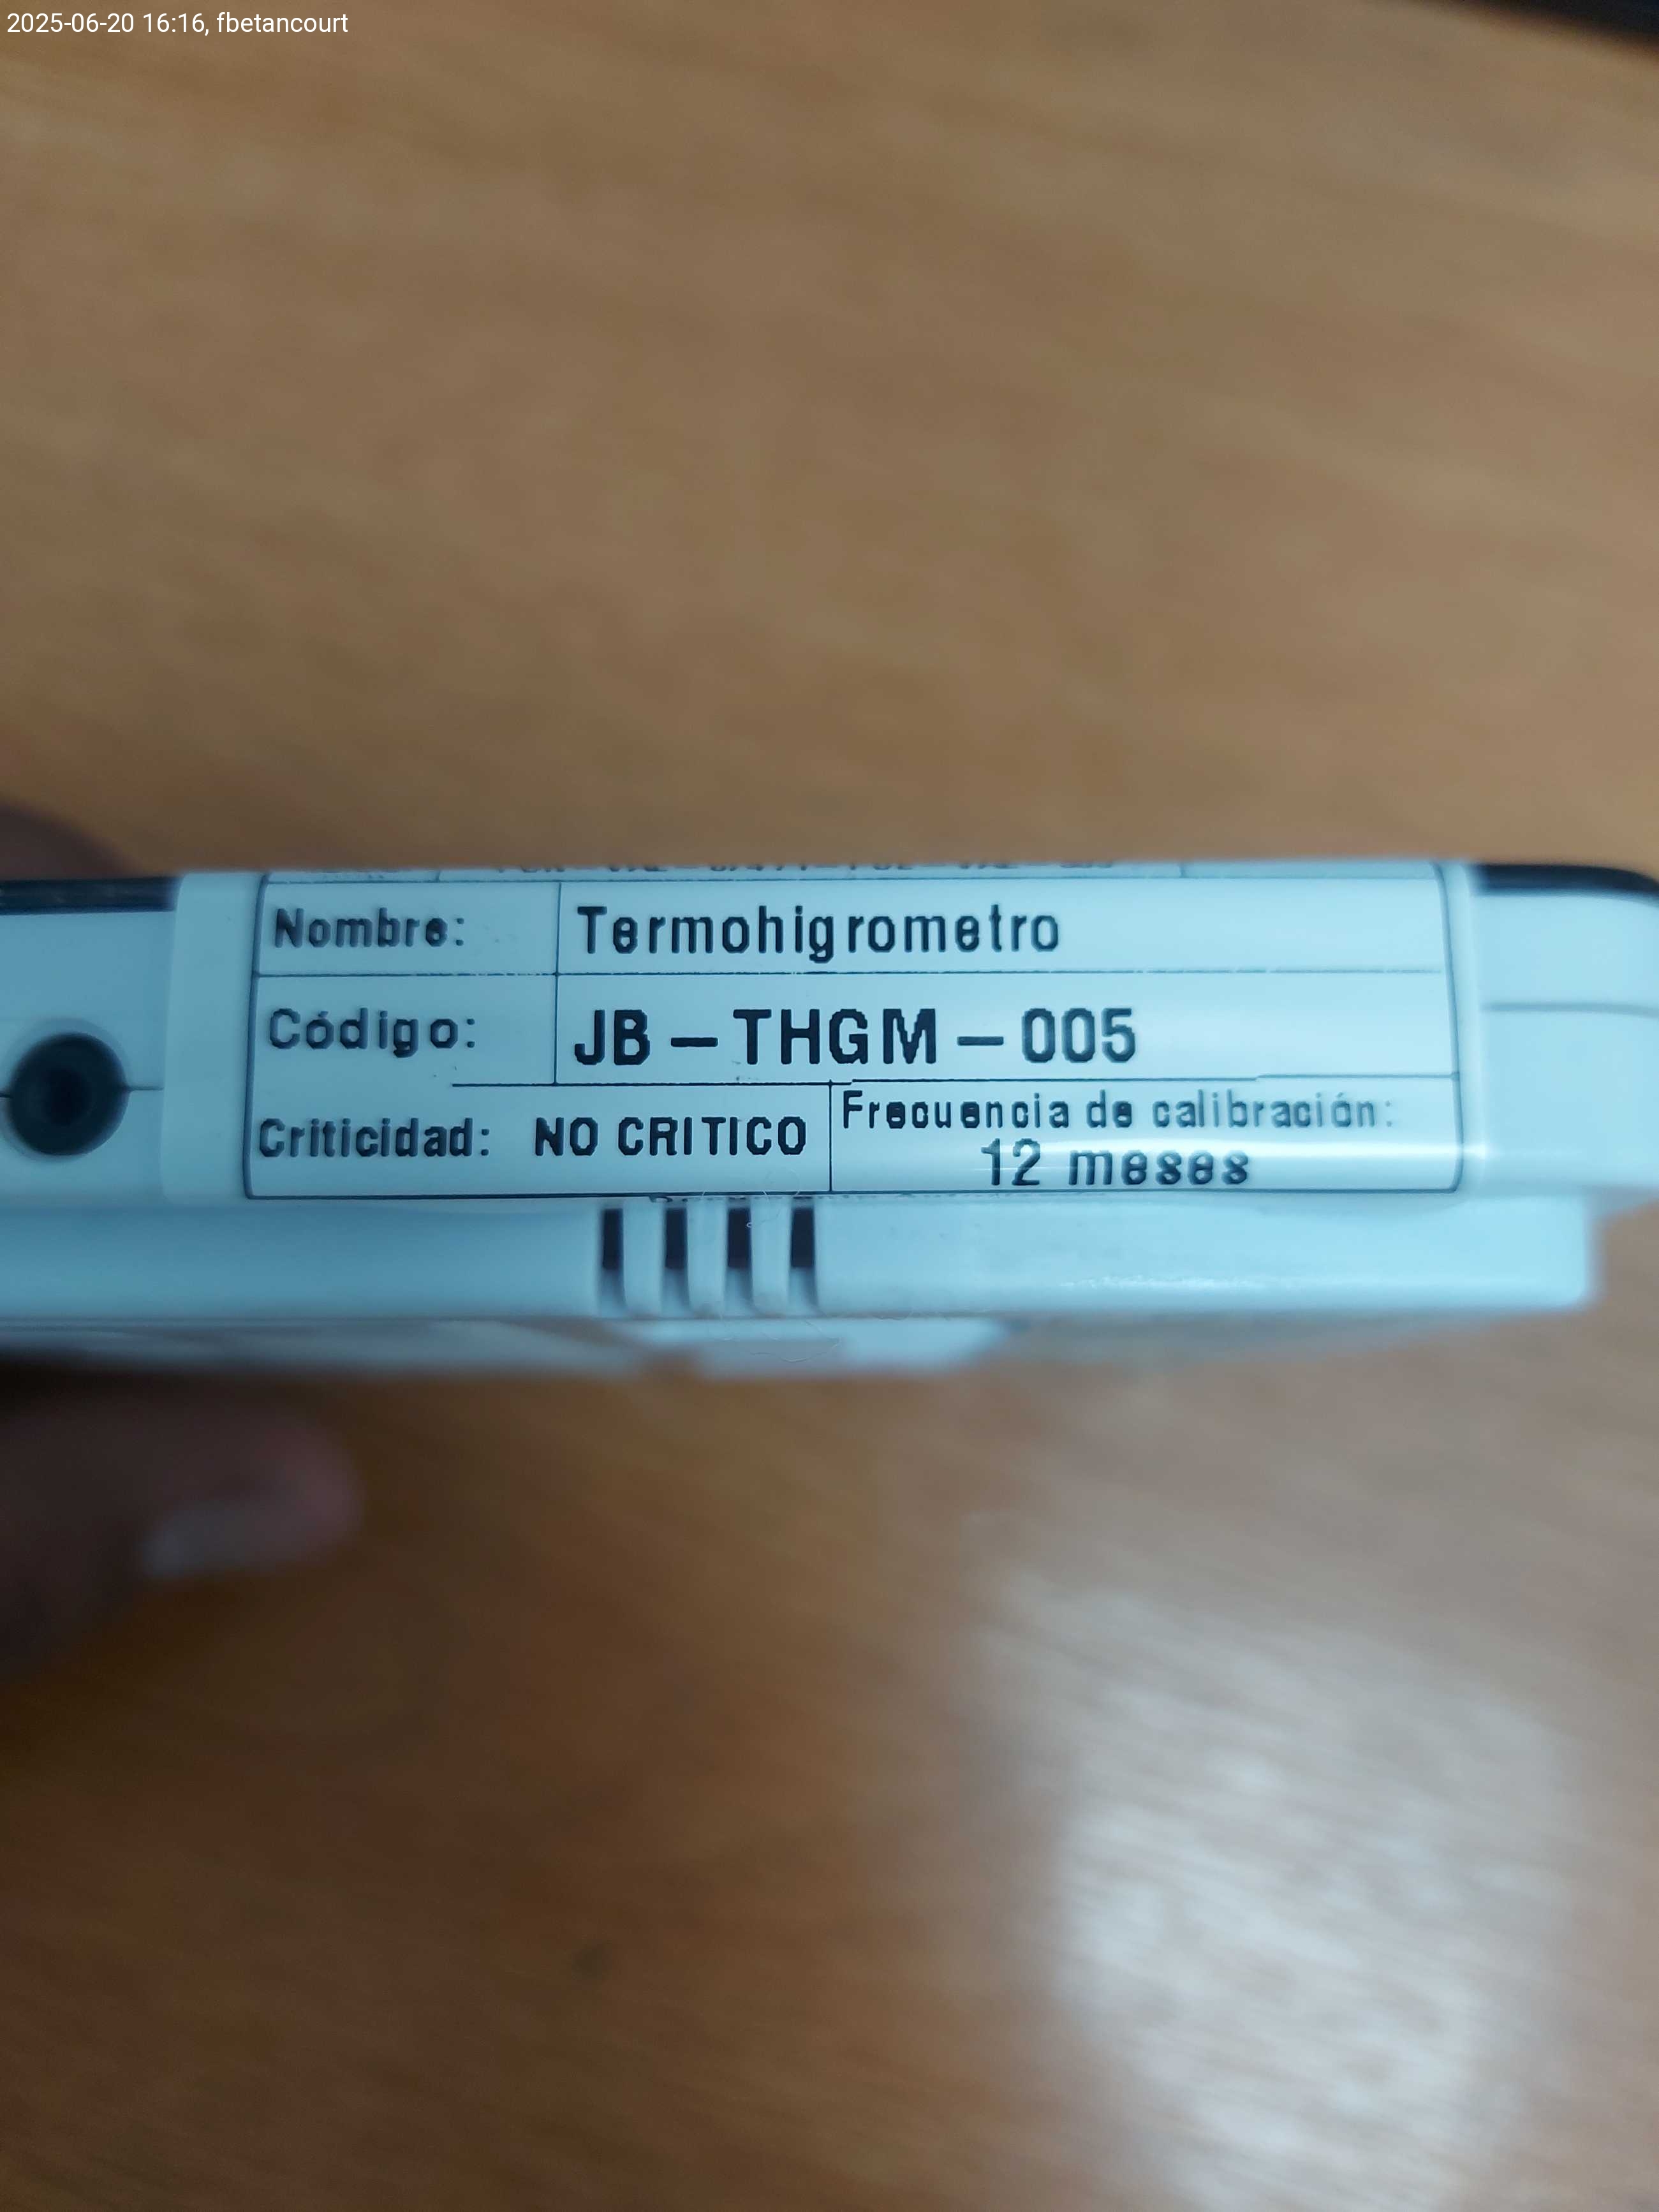 2025-06-20 16:16, fbetancourt
Nombre: Termohigrometro
Código: JB-THGM-005
Criticidad: NO CRITICO
Frecuencia de calibración:
12 meses